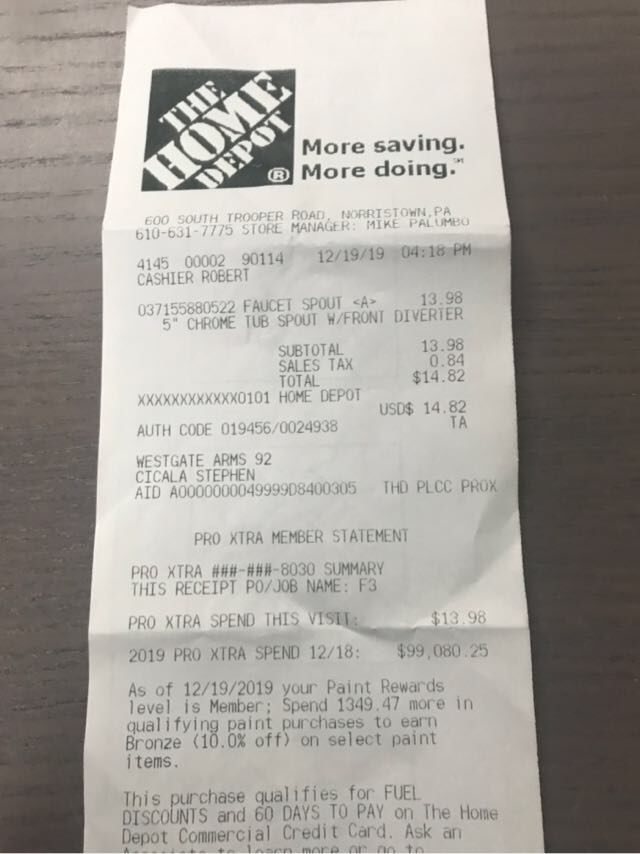 THE
HOME
DEPOT
®
More saving.
More doing.℠
600 SOUTH TROOPER ROAD, NORRISTOWN,PA
610-631-7775 STORE MANAGER: MIKE PALUMBO
4145 00002 90114 12/19/19 04:18 PM
CASHIER ROBERT
037155880522 FAUCET SPOUT <A> 13.98
5" CHROME TUB SPOUT W/FRONT DIVERTER
SUBTOTAL 13.98
SALES TAX 0.84
TOTAL $14.82
XXXXXXXXXXXX0101 HOME DEPOT
USD$ 14.82
AUTH CODE 019456/0024938 TA
WESTGATE ARMS 92
CICALA STEPHEN
AID A0000000049999D8400305 THD PLCC PROX
PRO XTRA MEMBER STATEMENT
PRO XTRA ###-###-8030 SUMMARY
THIS RECEIPT PO/JOB NAME: F3
PRO XTRA SPEND THIS VISIT: $13.98
2019 PRO XTRA SPEND 12/18: $99,080.25
As of 12/19/2019 your Paint Rewards
level is Member; Spend 1349.47 more in
qualifying paint purchases to earn
Bronze (10.0% off) on select paint
items.
This purchase qualifies for FUEL
DISCOUNTS and 60 DAYS TO PAY on The Home
Depot Commercial Credit Card. Ask an
Associate to learn more or go to